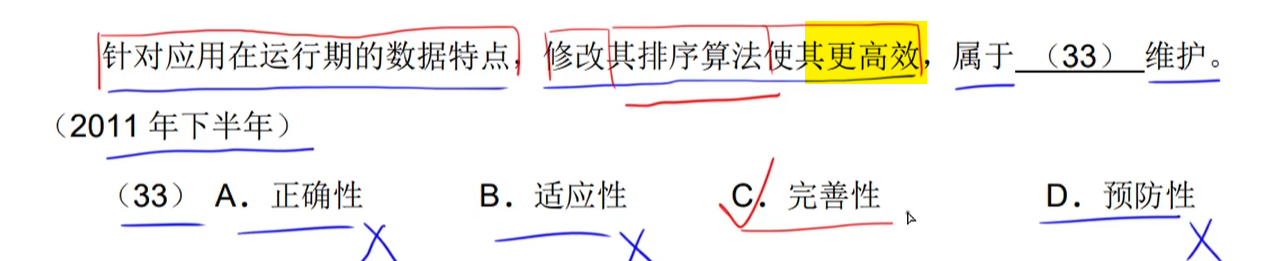 针对应用在运行期的数据特点，修改其排序算法使其更高效，属于（33）维护。
（2011 年下半年）
（33） A．正确性 B．适应性 C．完善性 D．预防性